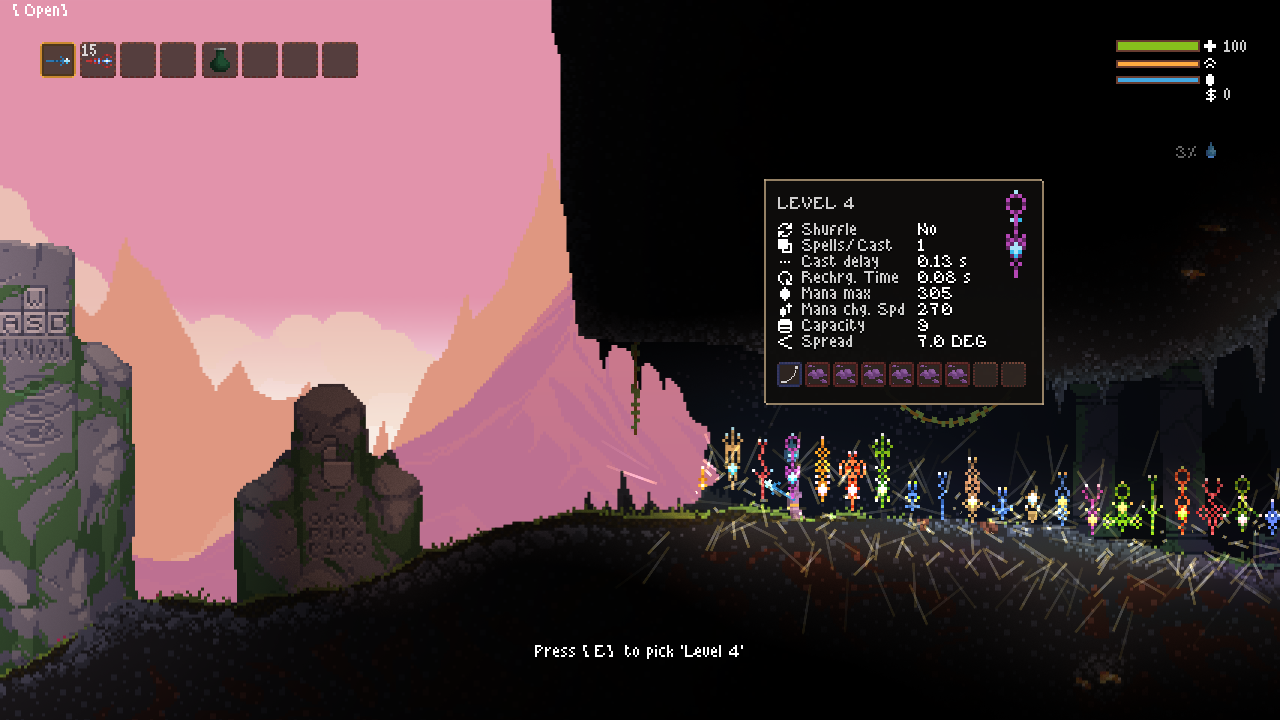 [ Open]
15
100
$ 0
3%
LEVEL 4
Shuffle No
Spells/Cast 1
Cast delay 0.13 s
Rechrg. Time 0.08 s
Mana max 305
Mana chg. Spd 270
Capacity 9
Spread 7.0 DEG
W
ASD
Press [ E ] to pick 'Level 4'